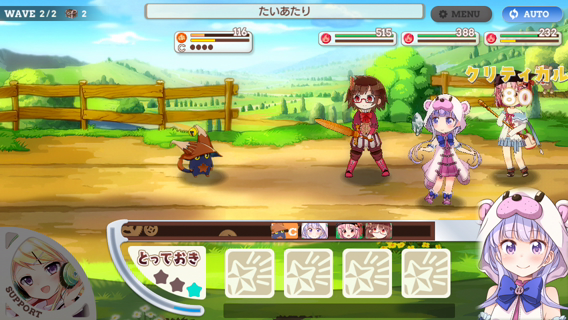 WAVE 2/2 2
たいあたり
MENU
AUTO
116
C
515
388
232
クリティカル
80
C
とっておき
SUPPORT